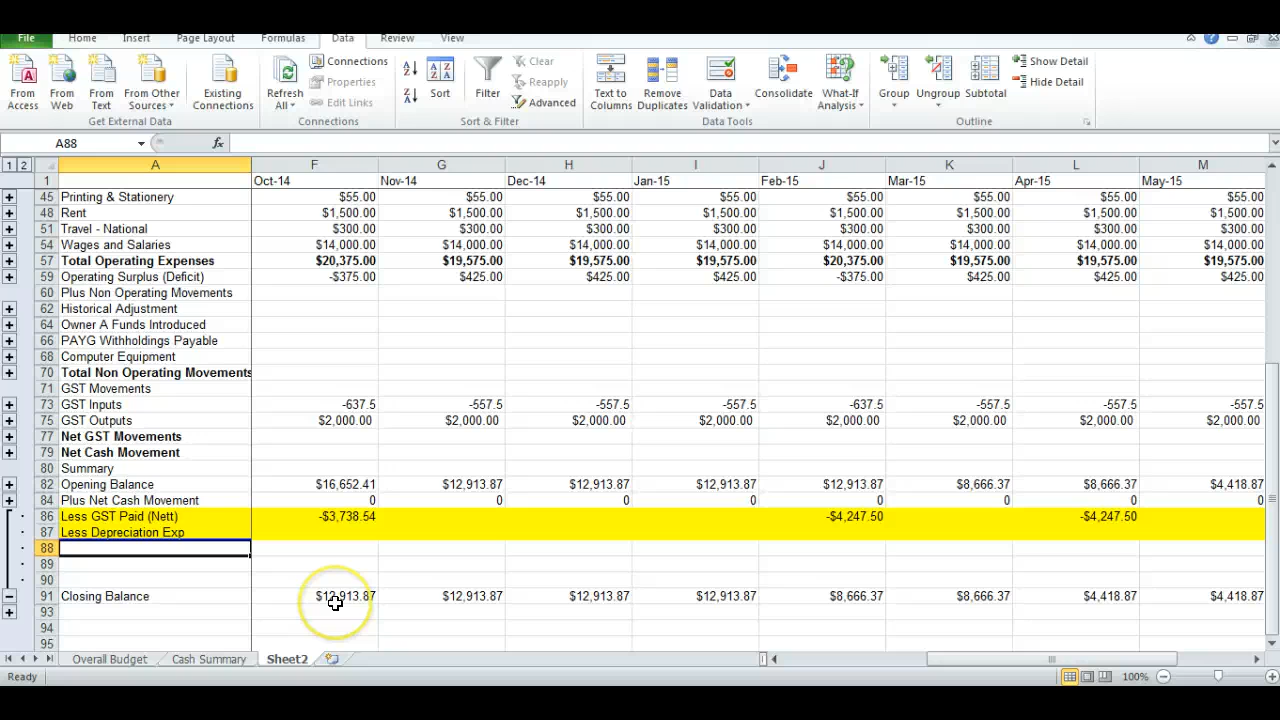 File Home Insert Page Layout Formulas Data Review View
From Access From Web From Text From Other Sources Existing Connections Refresh All Connections Properties Edit Links Sort Filter Clear Reapply Advanced Text to Columns Remove Duplicates Data Validation Consolidate What-If Analysis Group Ungroup Subtotal Show Detail Hide Detail
Get External Data Connections Sort & Filter Data Tools Outline
A88 fx
1 2 A F G H I J K L M
1 Oct-14 Nov-14 Dec-14 Jan-15 Feb-15 Mar-15 Apr-15 May-15
45 Printing & Stationery $55.00 $55.00 $55.00 $55.00 $55.00 $55.00 $55.00 $55.00
48 Rent $1,500.00 $1,500.00 $1,500.00 $1,500.00 $1,500.00 $1,500.00 $1,500.00 $1,500.00
51 Travel - National $300.00 $300.00 $300.00 $300.00 $300.00 $300.00 $300.00 $300.00
54 Wages and Salaries $14,000.00 $14,000.00 $14,000.00 $14,000.00 $14,000.00 $14,000.00 $14,000.00 $14,000.00
57 Total Operating Expenses $20,375.00 $19,575.00 $19,575.00 $19,575.00 $20,375.00 $19,575.00 $19,575.00 $19,575.00
59 Operating Surplus (Deficit) -$375.00 $425.00 $425.00 $425.00 -$375.00 $425.00 $425.00 $425.00
60 Plus Non Operating Movements
62 Historical Adjustment
64 Owner A Funds Introduced
66 PAYG Withholdings Payable
68 Computer Equipment
70 Total Non Operating Movements
71 GST Movements
73 GST Inputs -637.5 -557.5 -557.5 -557.5 -637.5 -557.5 -557.5 -557.5
75 GST Outputs $2,000.00 $2,000.00 $2,000.00 $2,000.00 $2,000.00 $2,000.00 $2,000.00 $2,000.00
77 Net GST Movements
79 Net Cash Movement
80 Summary
82 Opening Balance $16,652.41 $12,913.87 $12,913.87 $12,913.87 $12,913.87 $8,666.37 $8,666.37 $4,418.87
84 Plus Net Cash Movement 0 0 0 0 0 0 0 0
86 Less GST Paid (Nett) -$3,738.54 -$4,247.50 -$4,247.50
87 Less Depreciation Exp
88
89
90
91 Closing Balance $12,913.87 $12,913.87 $12,913.87 $12,913.87 $8,666.37 $8,666.37 $4,418.87 $4,418.87
93
94
95
Overall Budget Cash Summary Sheet2
Ready 100%